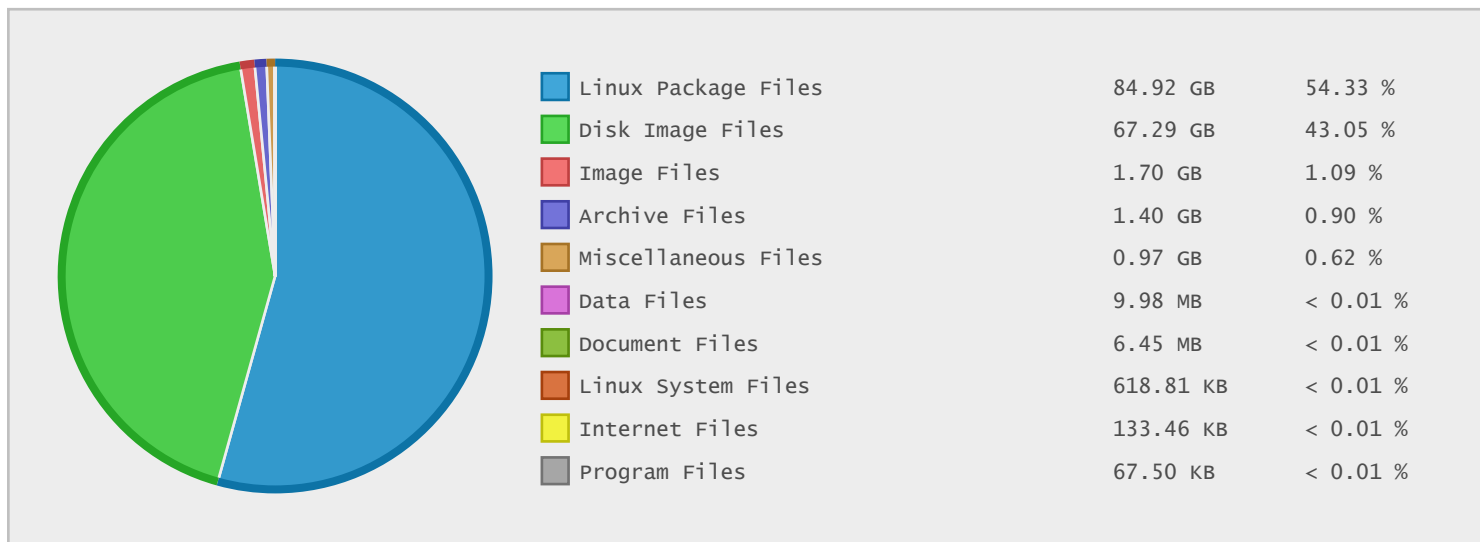 Linux Package Files 84.92 GB 54.33 %
Disk Image Files 67.29 GB 43.05 %
Image Files 1.70 GB 1.09 %
Archive Files 1.40 GB 0.90 %
Miscellaneous Files 0.97 GB 0.62 %
Data Files 9.98 MB < 0.01 %
Document Files 6.45 MB < 0.01 %
Linux System Files 618.81 KB < 0.01 %
Internet Files 133.46 KB < 0.01 %
Program Files 67.50 KB < 0.01 %